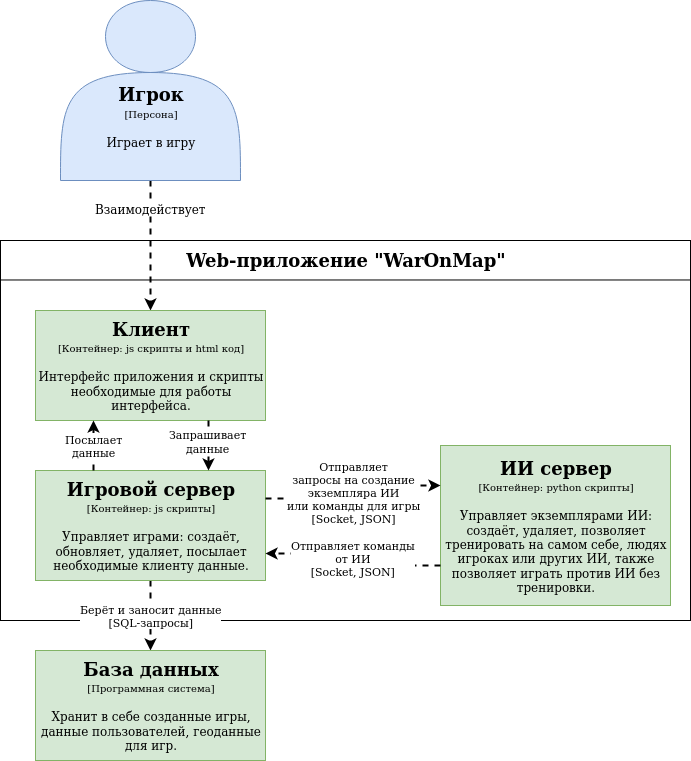 Игрок
[Персона]
Играет в игру
Взаимодействует
Web-приложение "WarOnMap"
Клиент
[Контейнер: js скрипты и html код]
Интерфейс приложения и скрипты
необходимые для работы
интерфейса.
Посылает
данные
Запрашивает
данные
Игровой сервер
[Контейнер: js скрипты]
Управляет играми: создаёт,
обновляет, удаляет, посылает
необходимые клиенту данные.
Отправляет
запросы на создание
экземпляра ИИ
или команды для игры
[Socket, JSON]
Отправляет команды
от ИИ
[Socket, JSON]
ИИ сервер
[Контейнер: python скрипты]
Управляет экземплярами ИИ:
создаёт, удаляет, позволяет
тренировать на самом себе, людях
игроках или других ИИ, также
позволяет играть против ИИ без
тренировки.
Берёт и заносит данные
[SQL-запросы]
База данных
[Программная система]
Хранит в себе созданные игры,
данные пользователей, геоданные
для игр.